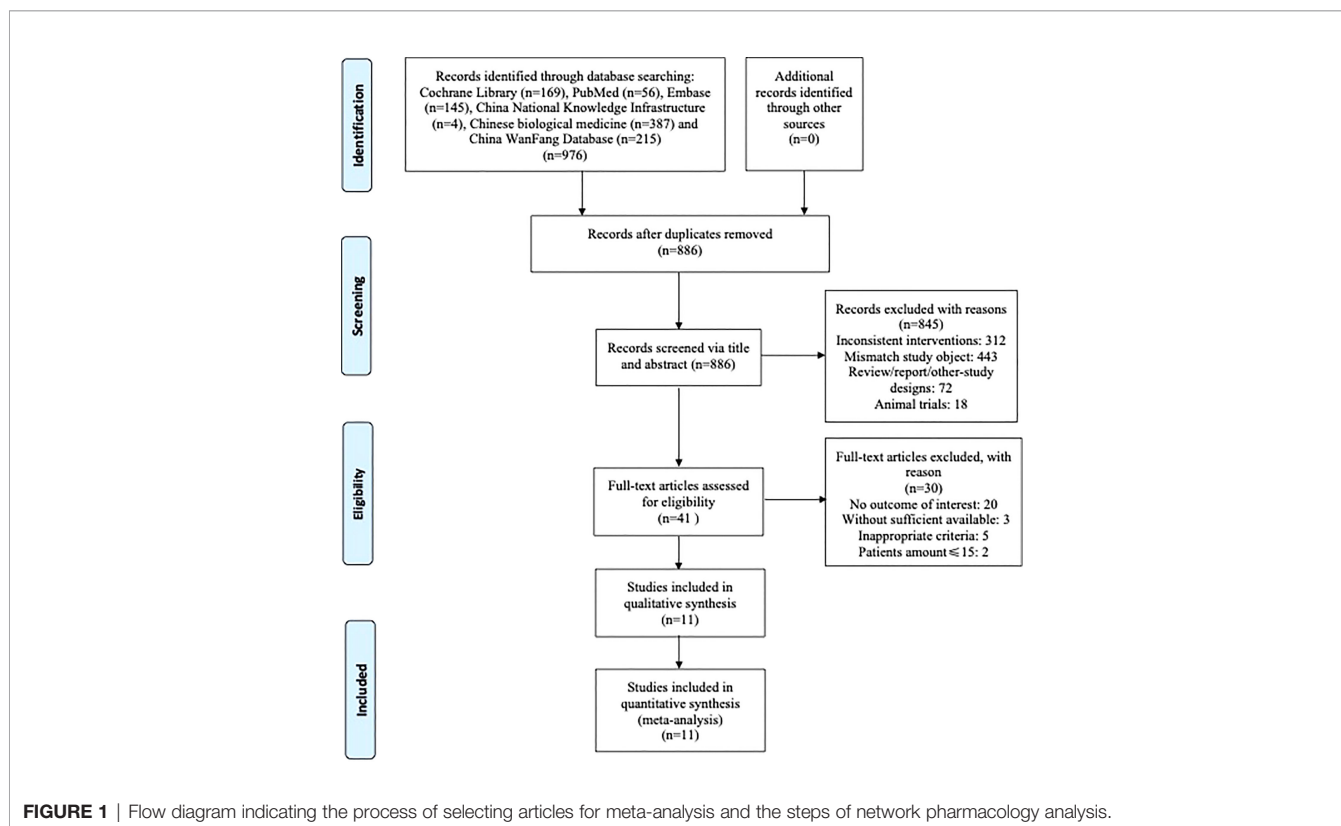 Identification
Records identified through database searching:
Cochrane Library (n=169), PubMed (n=56), Embase
(n=145), China National Knowledge Infrastructure
(n=4), Chinese biological medicine (n=387) and
China WanFang Database (n=215)
(n=976)
Additional
records identified
through other
sources
(n=0)
Records after duplicates removed
(n=886)
Screening
Records screened via title
and abstract (n=886)
Records excluded with reasons
(n=845)
Inconsistent interventions: 312
Mismatch study object: 443
Review/report/other-study
designs: 72
Animal trials: 18
Eligibility
Full-text articles assessed
for eligibility
(n=41 )
Full-text articles excluded, with
reason
(n=30)
No outcome of interest: 20
Without sufficient available: 3
Inappropriate criteria: 5
Patients amount⩽15: 2
Studies included in
qualitative synthesis
(n=11)
Included
Studies included in
quantitative synthesis
(meta-analysis)
(n=11)
FIGURE 1 | Flow diagram indicating the process of selecting articles for meta-analysis and the steps of network pharmacology analysis.